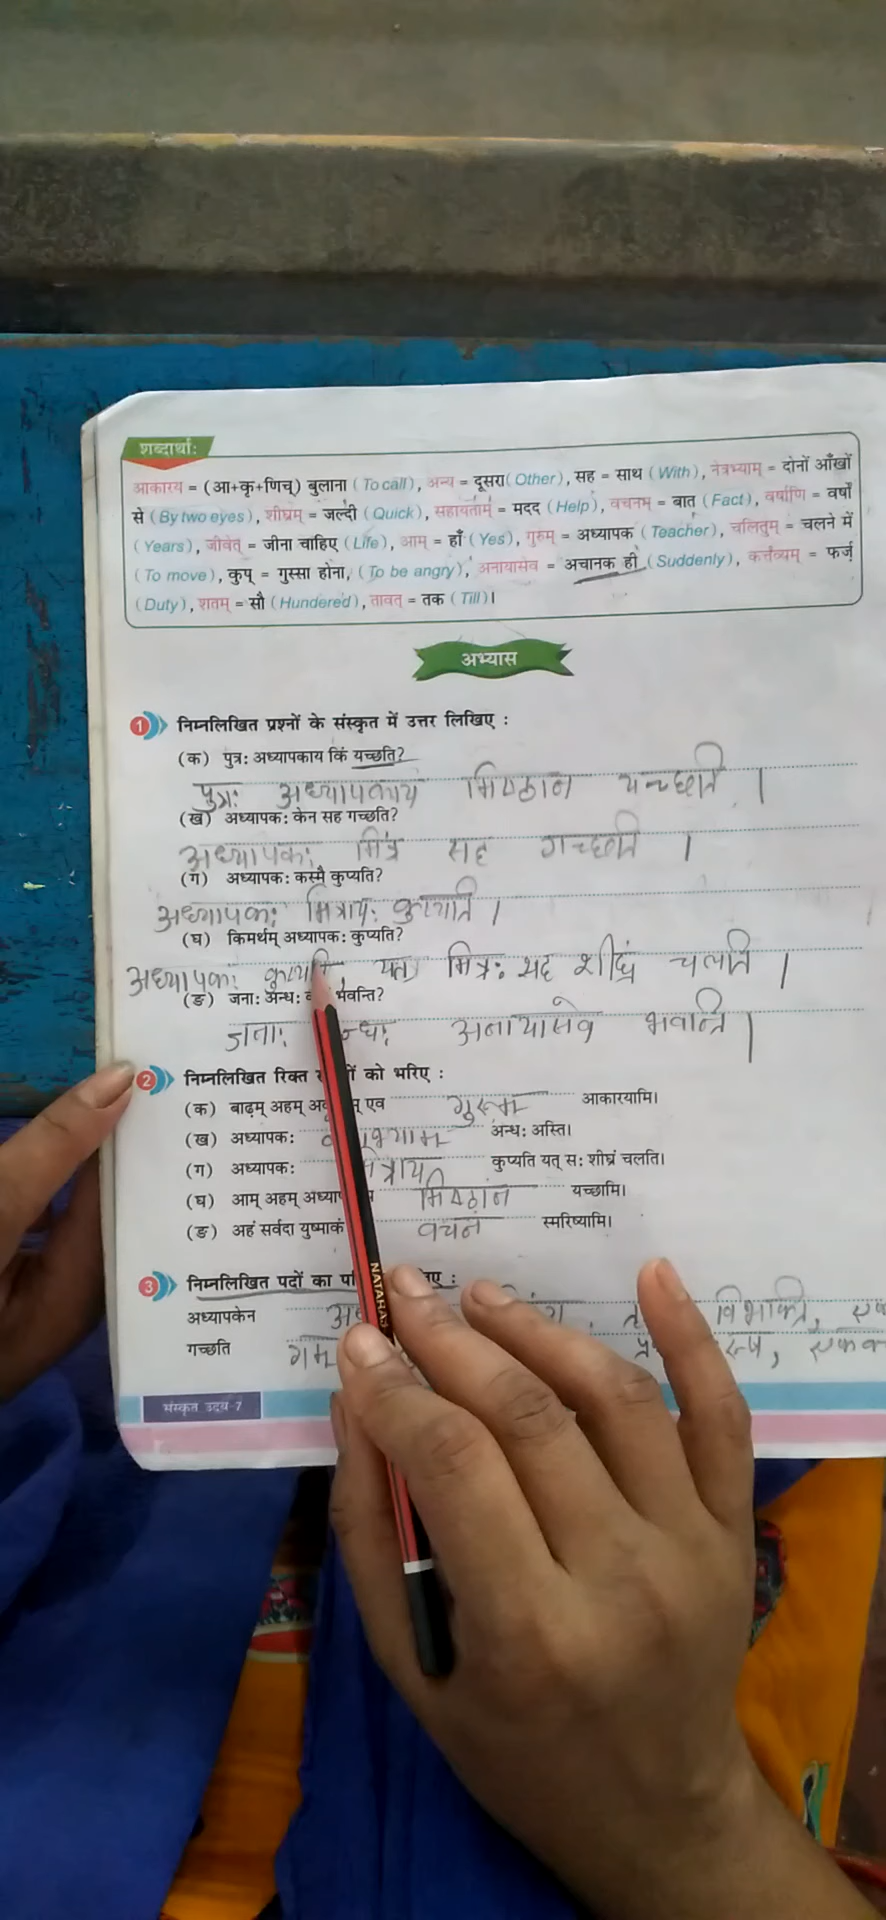 शब्दार्थाः
आकारय = (आ+कृ+णिच्) बुलाना (To call), अन्य = दूसरा (Other), सह = साथ (With), नेत्रभ्याम् = दोनों आँखों
से (By two eyes), शीघ्रम् = जल्दी (Quick), सहायताम् = मदद (Help), वचनम् = बात (Fact), वर्षाणि = वर्षों
(Years), जीवेत् = जीना चाहिए (Life), आम् = हाँ (Yes), गुरुम् = अध्यापक (Teacher), चलितुम् = चलने में
(To move), कुप् = गुस्सा होना, (To be angry), अनायासेव = अचानक ही (Suddenly), कर्त्तव्यम् = फर्ज़
(Duty), शतम् = सौ (Hundered), तावत् = तक (Till)।
अभ्यास
1 निम्नलिखित प्रश्नों के संस्कृत में उत्तर लिखिए :
(क) पुत्र: अध्यापकाय किं यच्छति?
पुत्र: अध्यापकाय मिष्ठान यच्छति ।
(ख) अध्यापक: केन सह गच्छति?
अध्यापक: मित्र सह गच्छति ।
(ग) अध्यापक: कस्मै कुप्यति?
अध्यापक: मित्राय: कुप्यति ।
(घ) किमर्थम् अध्यापक: कुप्यति?
अध्यापक: कुप्यति यत् मित्र: सह शीघ्रं चलति ।
(ङ) जना: अन्ध: भवन्ति?
जना: अनायासेव भवन्ति ।
2 निम्नलिखित रिक्त को भरिए :
(क) बाढ़म् अहम् एव गुरूम आकारयामि।
(ख) अध्यापक: अन्ध: अस्ति।
(ग) अध्यापक: मित्राय कुप्यति यत् स: शीघ्रं चलति।
(घ) आम् अहम् मिष्ठान यच्छामि।
(ङ) अहं सर्वदा युष्माकं वचन स्मरिष्यामि।
3 निम्नलिखित पदों का
अध्यापकेन विभक्ति,
गच्छति गम
संस्कृत उदय-7
NATARAJ